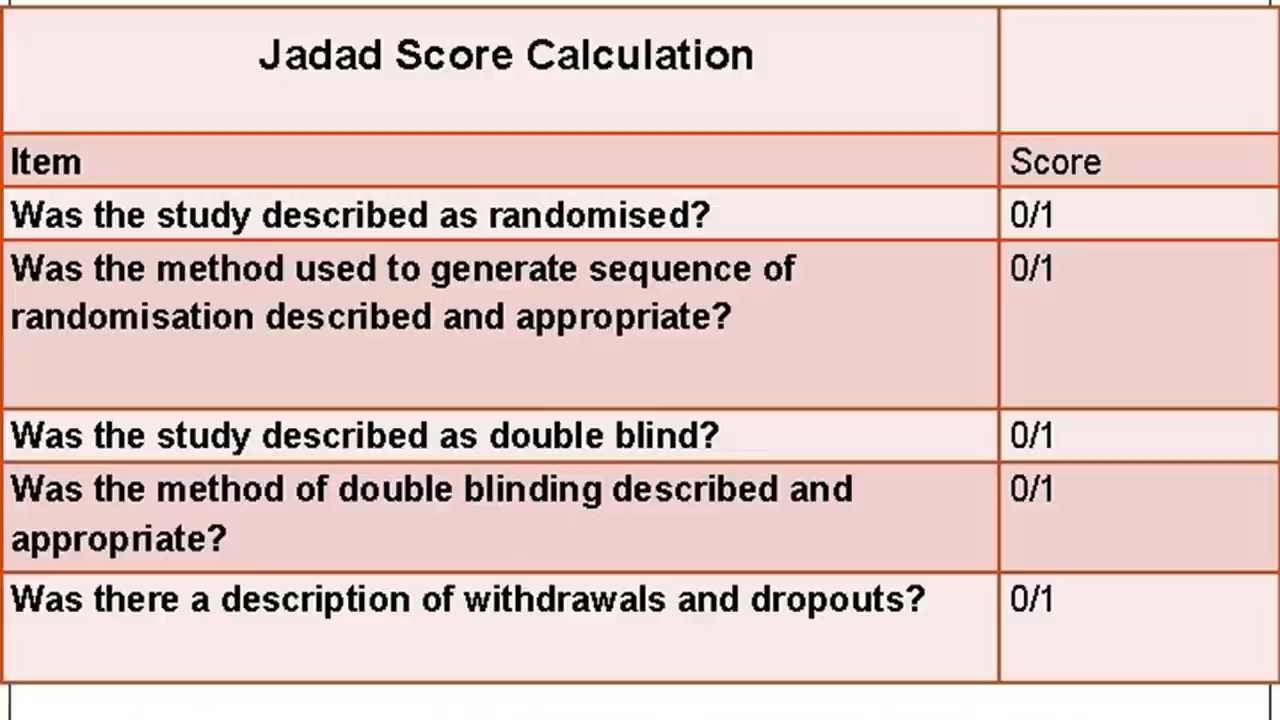 Jadad Score Calculation
Item Score
Was the study described as randomised? 0/1
Was the method used to generate sequence of 0/1
randomisation described and appropriate?
Was the study described as double blind? 0/1
Was the method of double blinding described and 0/1
appropriate?
Was there a description of withdrawals and dropouts? 0/1